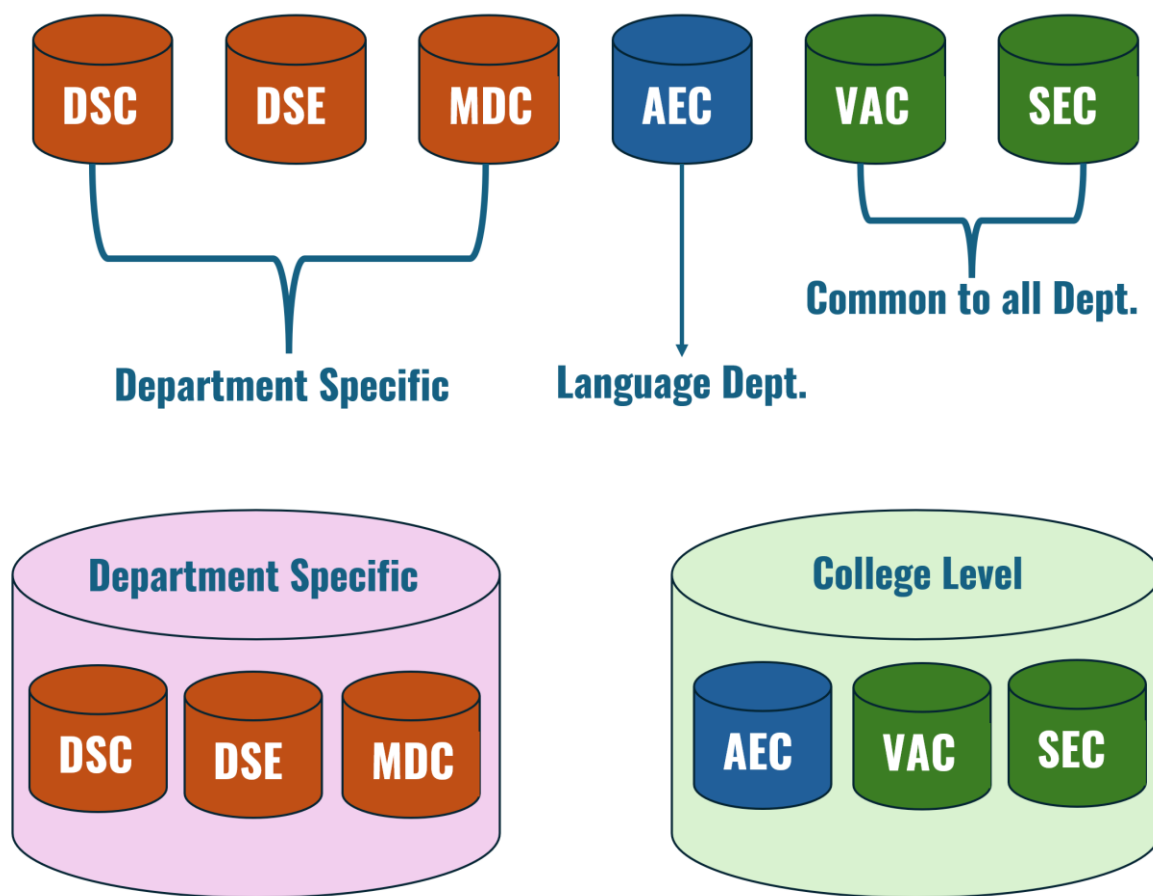 DSC
DSE
MDC
AEC
VAC
SEC
Common to all Dept.
Department Specific
Language Dept.
Department Specific
College Level
DSC
DSE
MDC
AEC
VAC
SEC